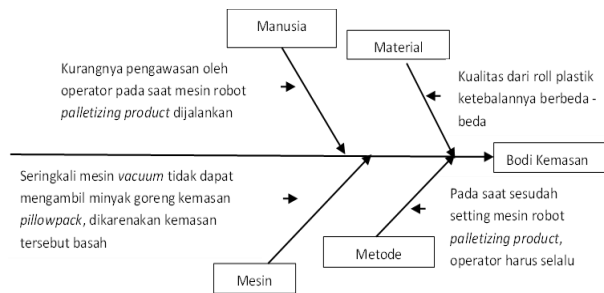 Manusia
Material
Kurangnya pengawasan oleh
operator pada saat mesin robot
palletizing product dijalankan
Kualitas dari roll plastik
ketebalannya berbeda -
beda
Bodi Kemasan
Seringkali mesin vacuum tidak dapat
mengambil minyak goreng kemasan
pillowpack, dikarenakan kemasan
tersebut basah
Pada saat sesudah
setting mesin robot
palletizing product,
operator harus selalu
Mesin
Metode